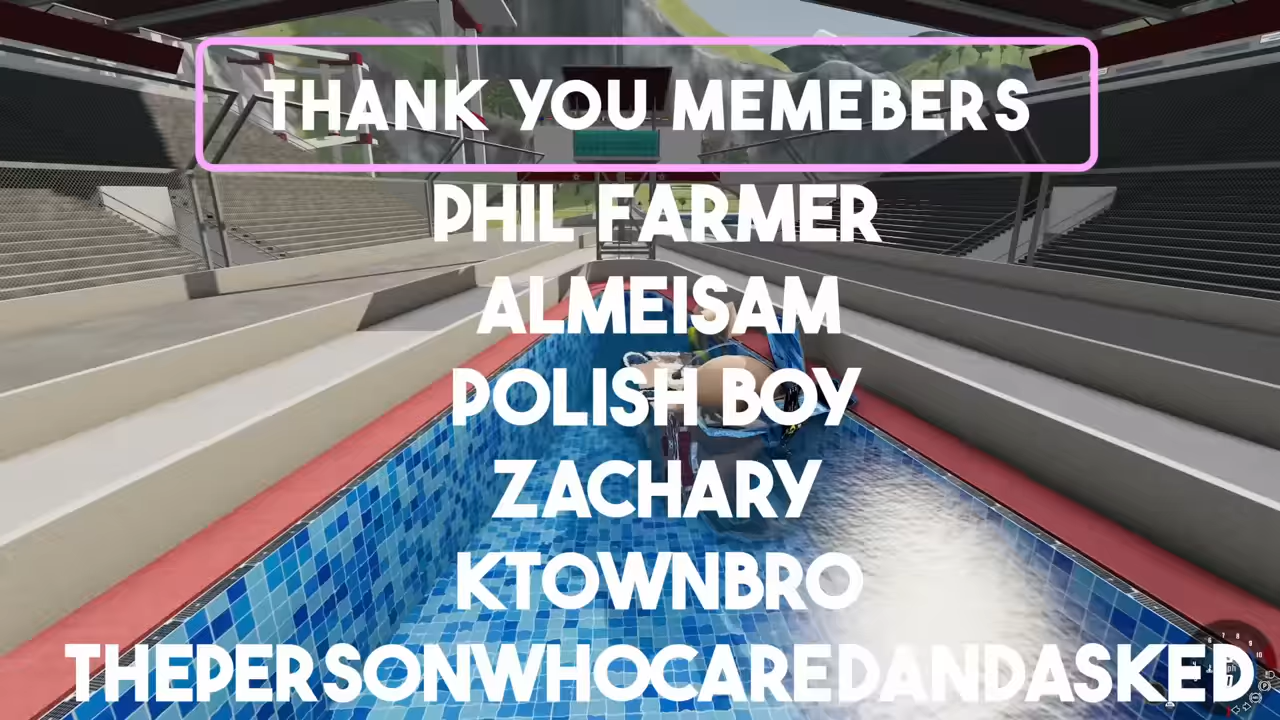 THANK YOU MEMEBERS
PHIL FARMER
ALMEISAM
POLISH BOY
ZACHARY
KTOWNBRO
THEPERSONWHOCAREDANDASKED